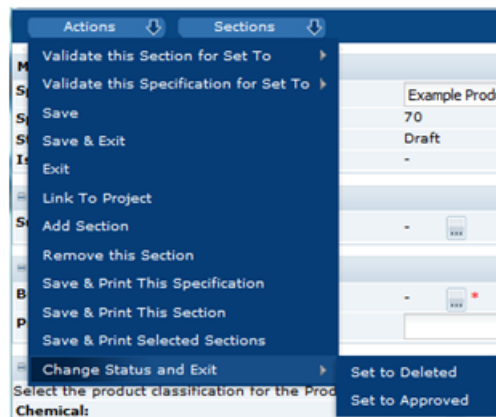 Actions Sections
Validate this Section for Set To
Validate this Specification for Set To
Example Prod
Save
70
Save & Exit
Draft
Exit
-
Link To Project
Add Section
-
...
Remove this Section
Save & Print This Specification
-
...
*
Save & Print This Section
Save & Print Selected Sections
Change Status and Exit
Set to Deleted
Select the product classification for the Prod
Set to Approved
Chemical: